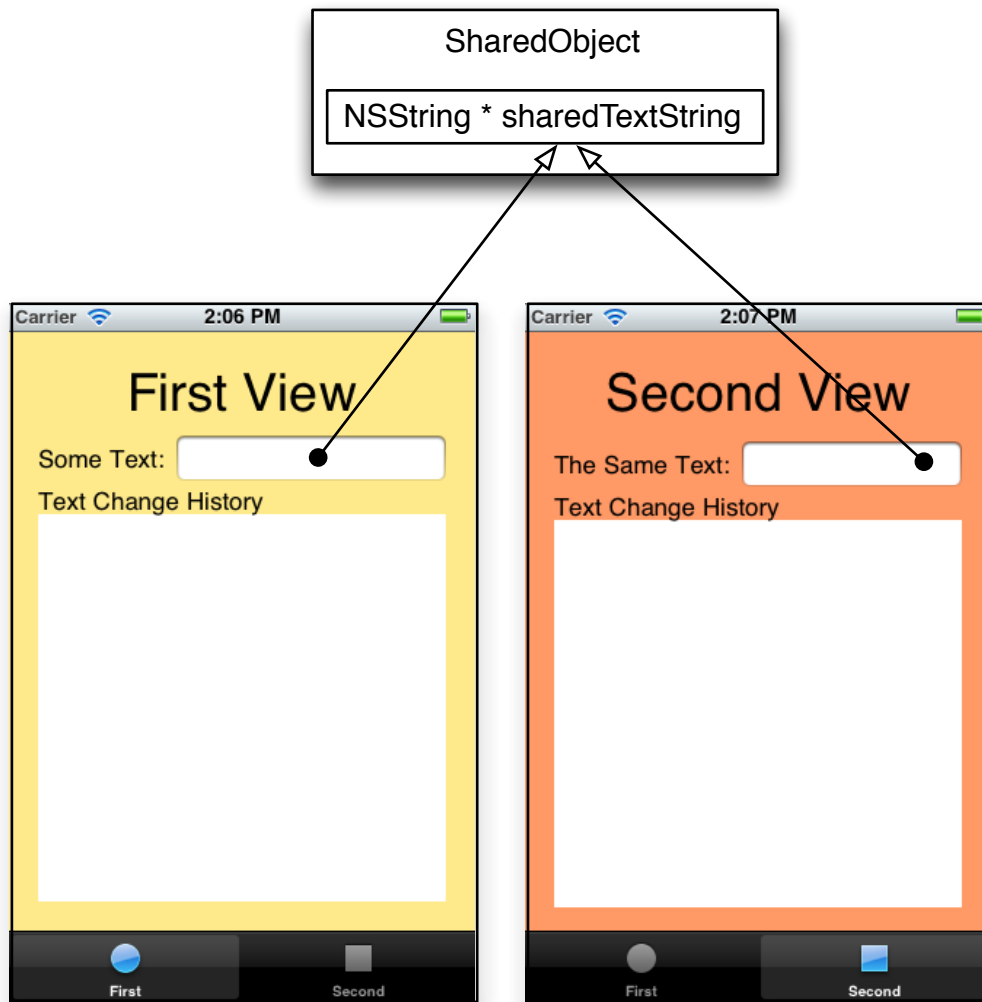 SharedObject
NSString * sharedTextString
Carrier 2:06 PM
First View
Some Text:
Text Change History
First Second
Carrier 2:07 PM
Second View
The Same Text:
Text Change History
First Second